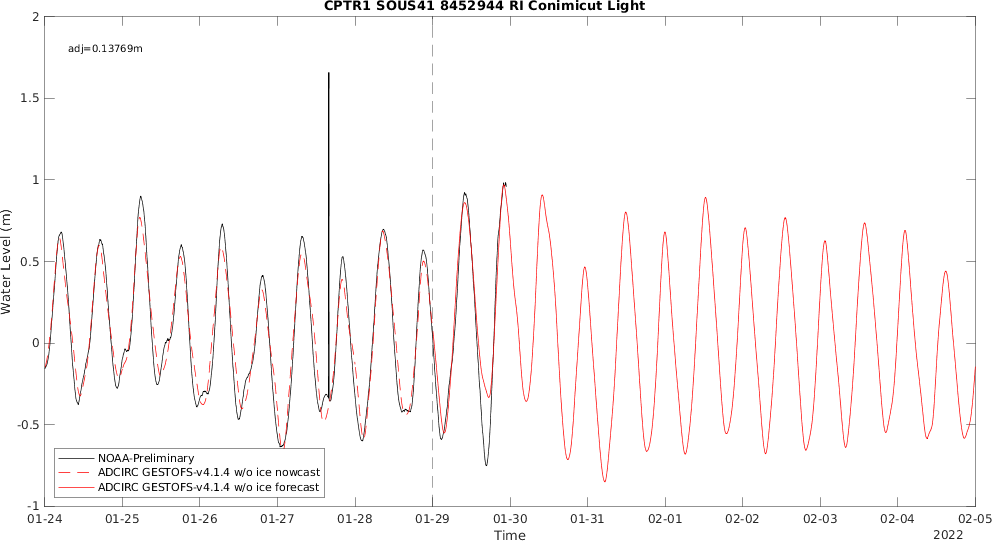 CPTR1 SOUS41 8452944 RI Conimicut Light
adj=0.13769m
2
1.5
1
0.5
0
-0.5
-1
Water Level (m)
NOAA-Preliminary
ADCIRC GESTOFS-v4.1.4 w/o ice nowcast
ADCIRC GESTOFS-v4.1.4 w/o ice forecast
01-24 01-25 01-26 01-27 01-28 01-29 01-30 01-31 02-01 02-02 02-03 02-04 02-05
Time
2022